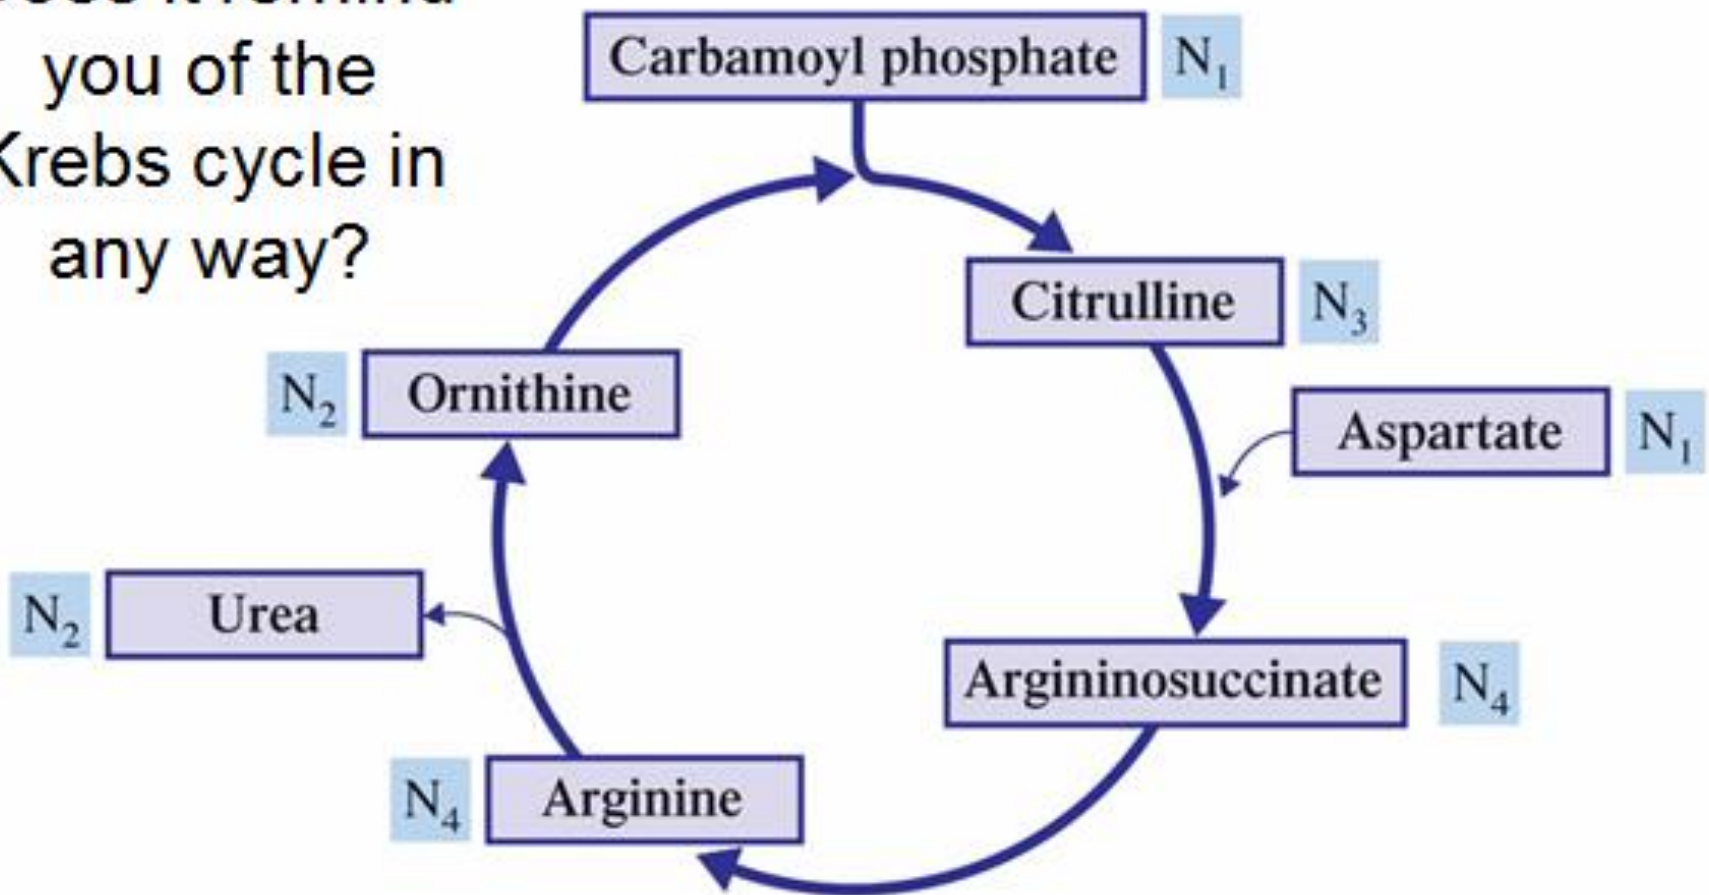 you of the
Krebs cycle in
any way?
Carbamoyl phosphate N₁
Citrulline N₃
N₂ Ornithine
Aspartate N₁
N₂ Urea
Argininosuccinate N₄
N₄ Arginine